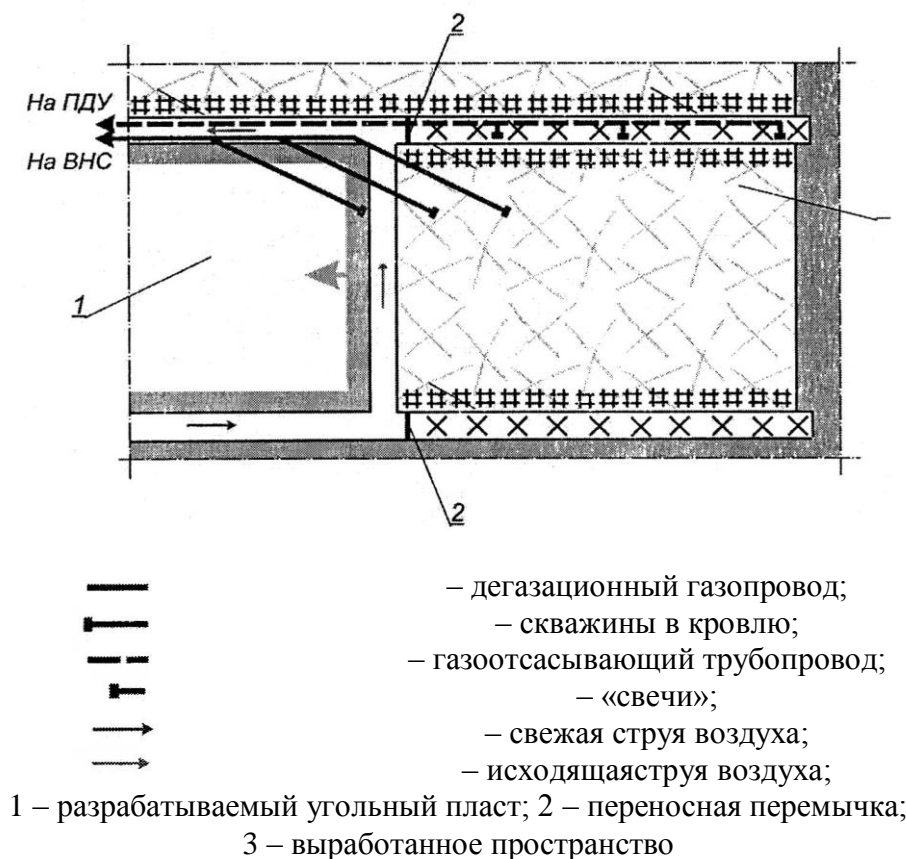 2
На ПДУ
На ВНС
1
2
– дегазационный газопровод;
– скважины в кровлю;
– газоотсасывающий трубопровод;
– «свечи»;
– свежая струя воздуха;
– исходящаяструя воздуха;
1 – разрабатываемый угольный пласт; 2 – переносная перемычка;
3 – выработанное пространство